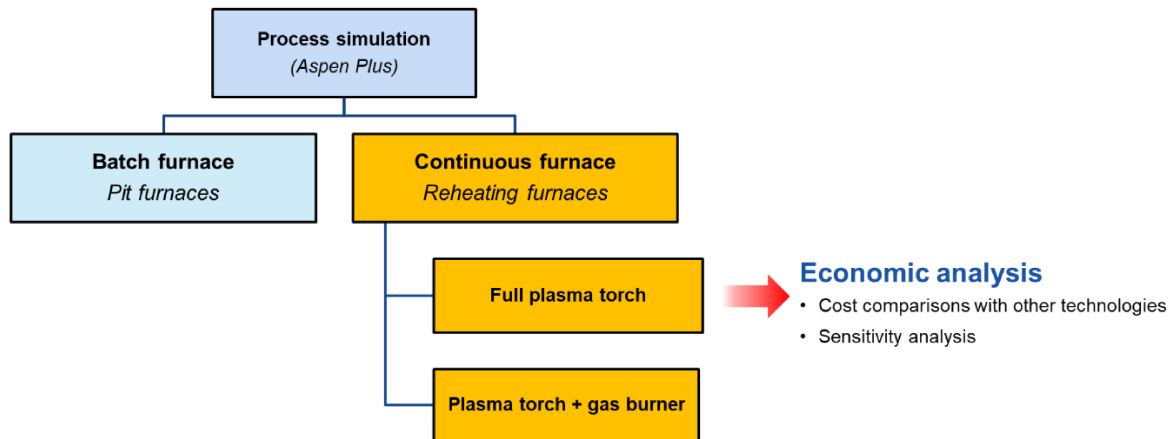 Process simulation
(Aspen Plus)
Batch furnace
Pit furnaces
Continuous furnace
Reheating furnaces
Full plasma torch
Plasma torch + gas burner
Economic analysis
• Cost comparisons with other technologies
• Sensitivity analysis